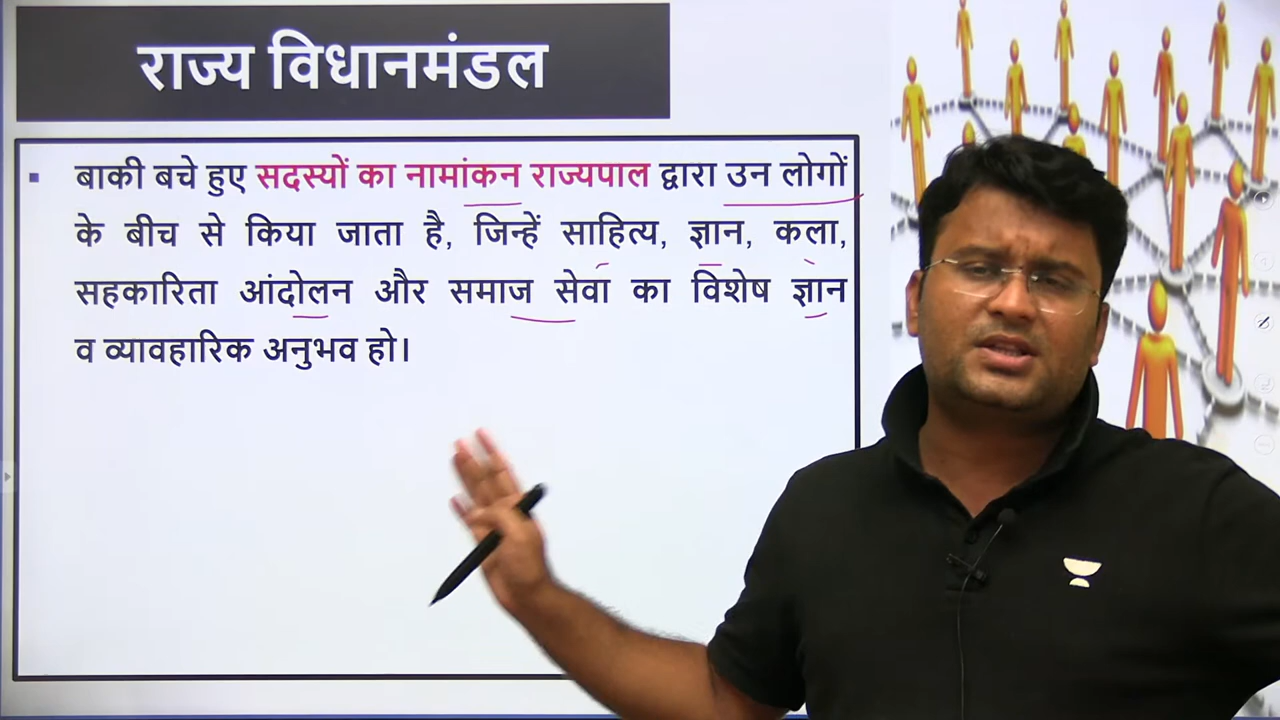 राज्य विधानमंडल
बाकी बचे हुए सदस्यों का नामांकन राज्यपाल द्वारा उन लोगों
के बीच से किया जाता है, जिन्हें साहित्य, ज्ञान, कला,
सहकारिता आंदोलन और समाज सेवा का विशेष ज्ञान
व व्यावहारिक अनुभव हो।